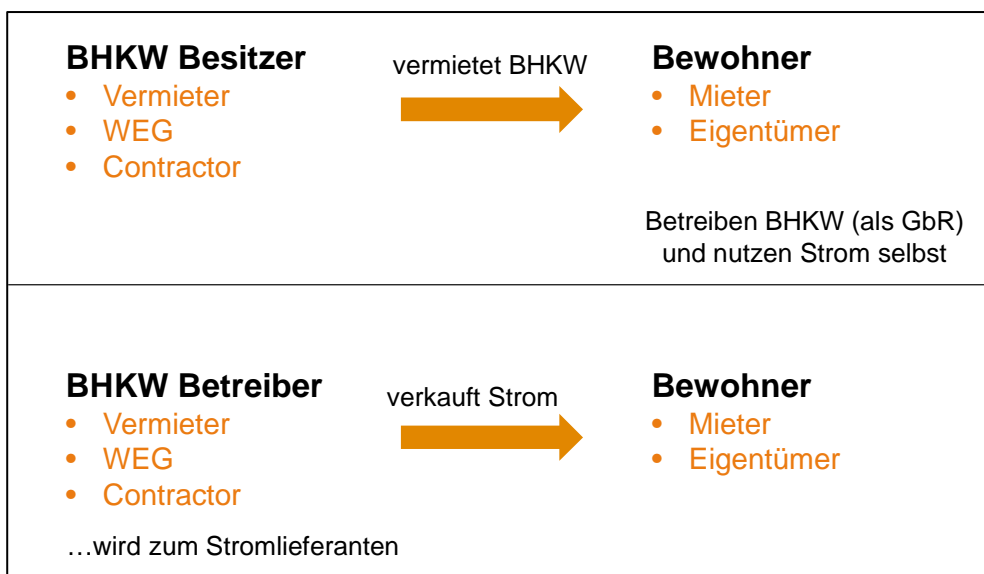 BHKW Besitzer
• Vermieter
• WEG
• Contractor
vermietet BHKW
Bewohner
• Mieter
• Eigentümer
Betreiben BHKW (als GbR)
und nutzen Strom selbst
BHKW Betreiber
• Vermieter
• WEG
• Contractor
…wird zum Stromlieferanten
verkauft Strom
Bewohner
• Mieter
• Eigentümer